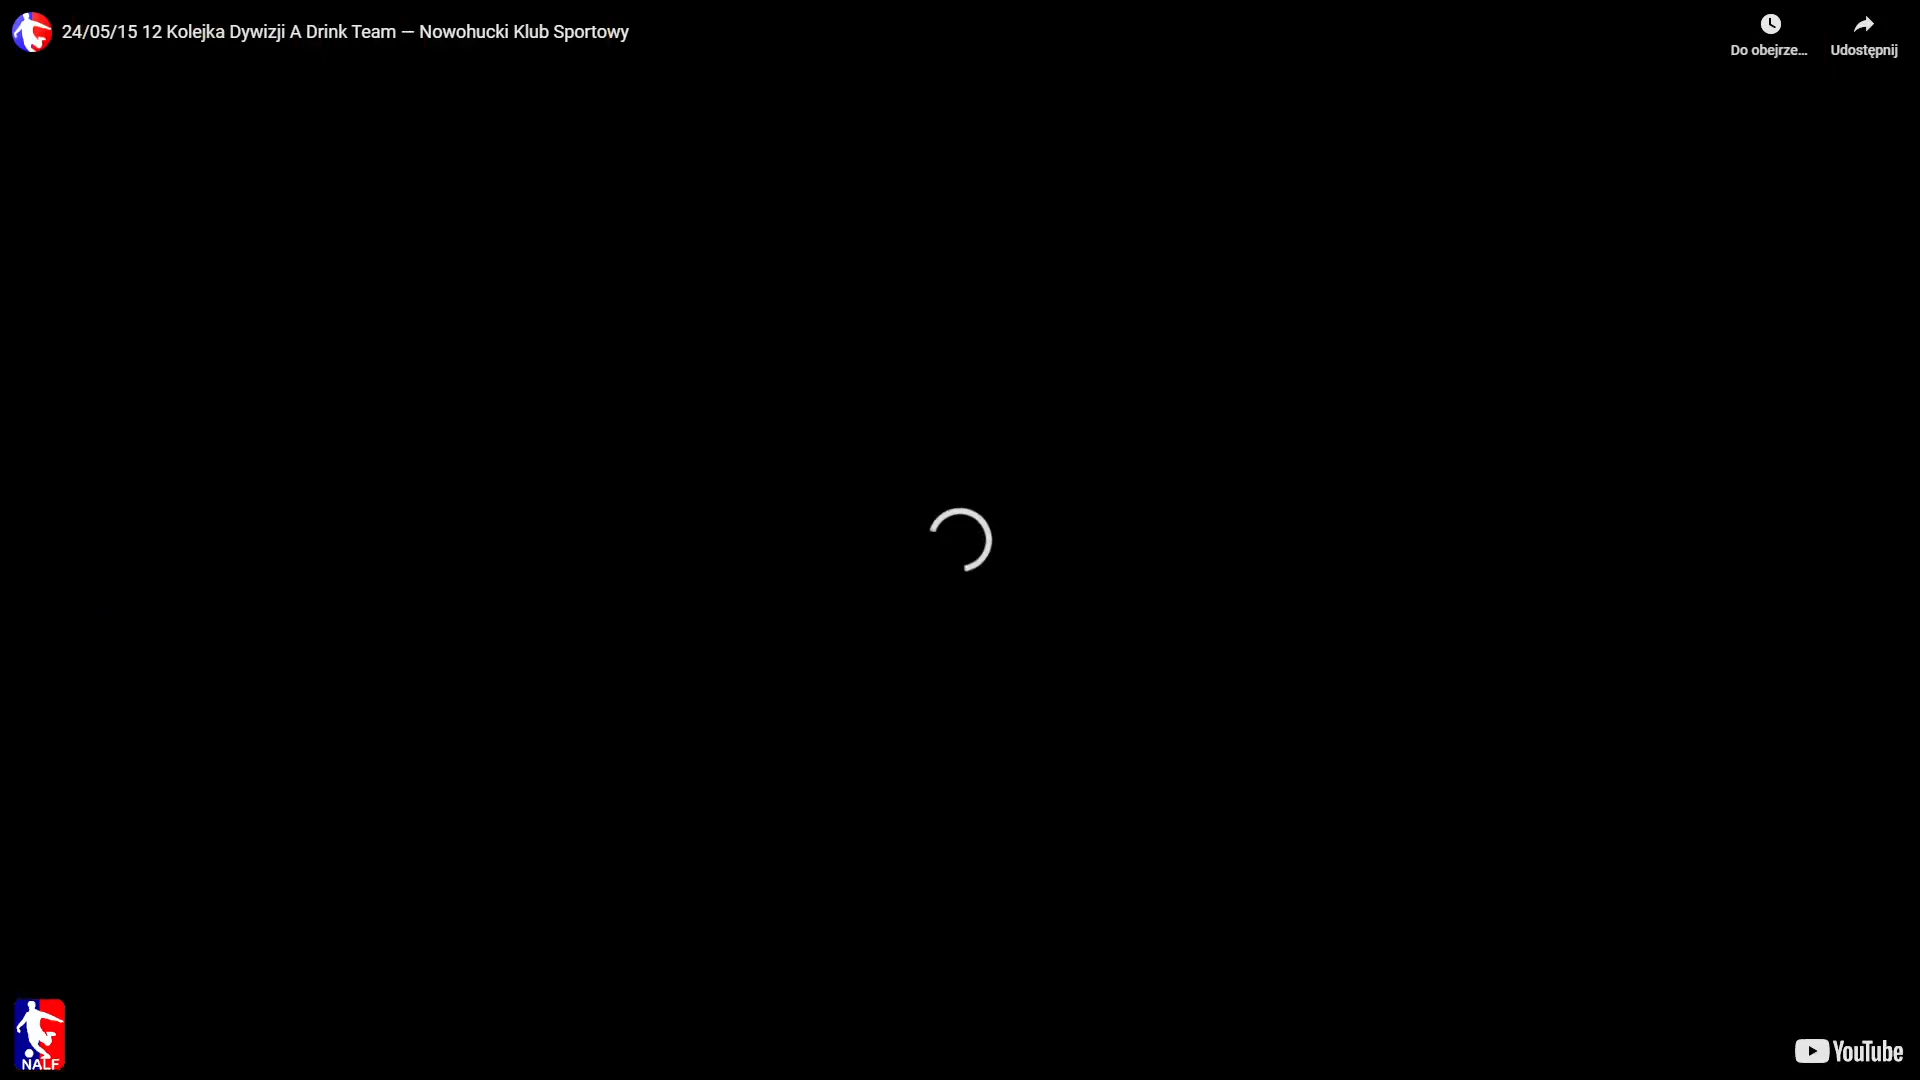 24/05/15 12 Kolejka Dywizji A Drink Team — Nowohucki Klub Sportowy
Do obejrze...
Udostępnij
NALF
YouTube